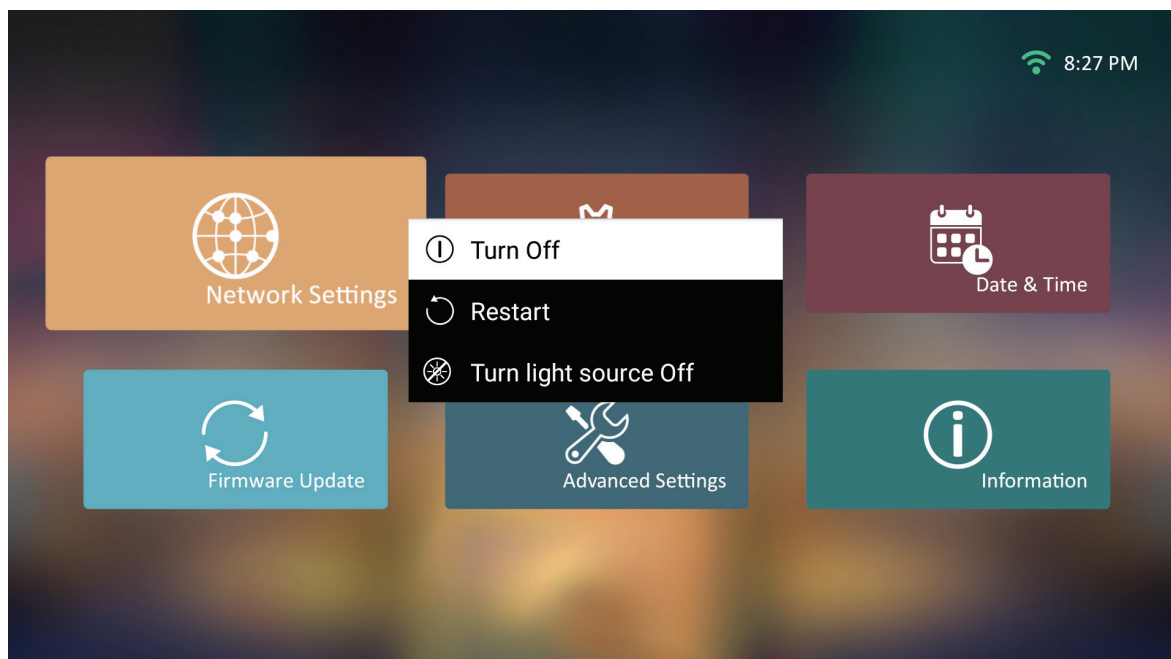 8:27 PM
Network Settings
Date & Time
Turn Off
Restart
Turn light source Off
Firmware Update
Advanced Settings
Information